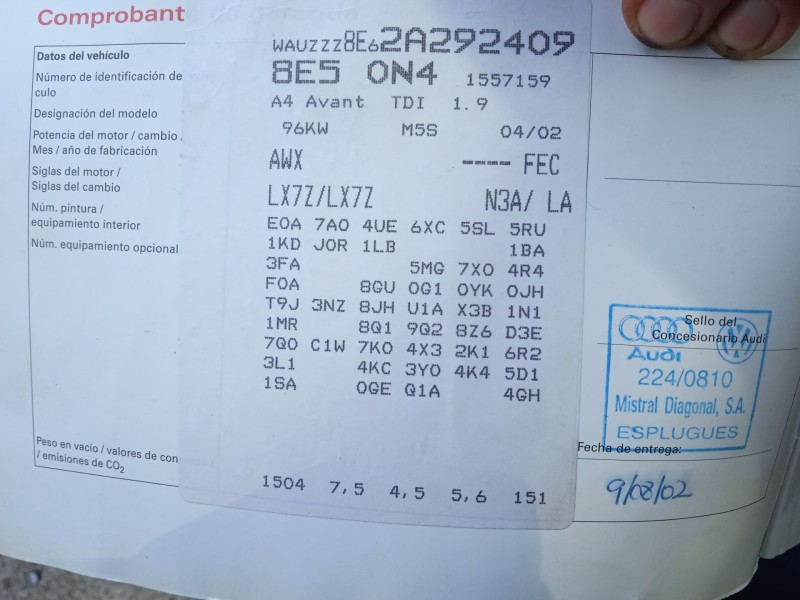 Comprobante de garantía
Datos del vehículo
Número de identificación de
culo
Designación del modelo
Potencia del motor / cambio
Mes / año de fabricación
Siglas del motor /
Siglas del cambio
Núm. pintura /
equipamiento interior
Núm. equipamiento opcional
Peso en vacío / valores de con
/ emisiones de CO2
WAUZZZ8E62A292409
8E5 0N4 1557159
A4 Avant TDI 1.9
96KW M5S 04/02
AWX ---- FEC
LX7Z/LX7Z N3A/ LA
E0A 7A0 4UE 6XC 5SL 5RU
1KD J0R 1LB 1BA
3FA 5MG 7X0 4R4
F0A 8GU 0G1 0YK 0JH
T9J 3NZ 8JH U1A X3B 1N1
1MR 8Q1 9Q2 8Z6 D3E
7Q0 C1W 7K0 4X3 2K1 6R2
3L1 4KC 3Y0 4K4 5D1
1SA 0GE Q1A 4GH
1504 7,5 4,5 5,6 151
Sello del
Concesionario Audi
Audi
224/0810
Mistral Diagonal, S.A.
ESPLUGUES
Fecha de entrega:
9/08/02